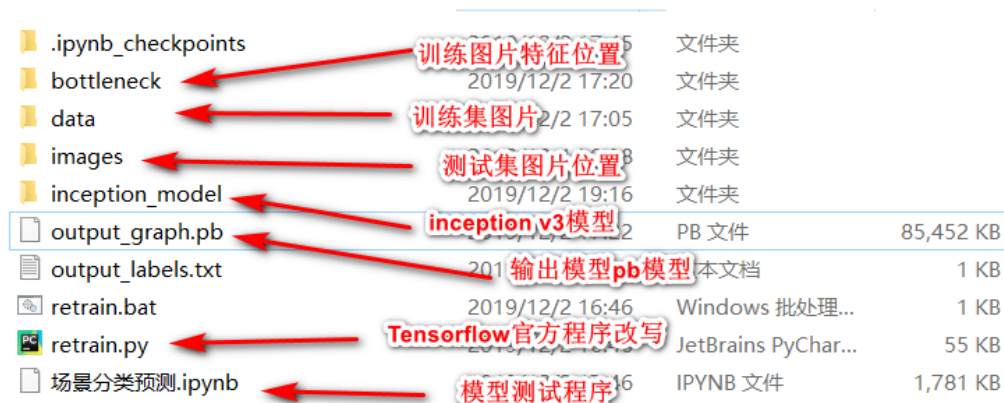 .ipynb_checkpoints 文件夹
训练图片特征位置
bottleneck 2019/12/2 17:20 文件夹
data 训练集图片 2/2 17:05 文件夹
images 文件夹
测试集图片位置
inception_model 2019/12/2 19:16 文件夹
inception v3模型
output_graph.pb PB 文件 85,452 KB
output_labels.txt 201 输出模型pb模型 本文档 1 KB
retrain.bat 2019/12/2 16:46 Windows 批处理... 1 KB
Tensorflow官方程序改写
retrain.py JetBrains PyChar... 55 KB
场景分类预测.ipynb 模型测试程序 46 IPYNB 文件 1,781 KB